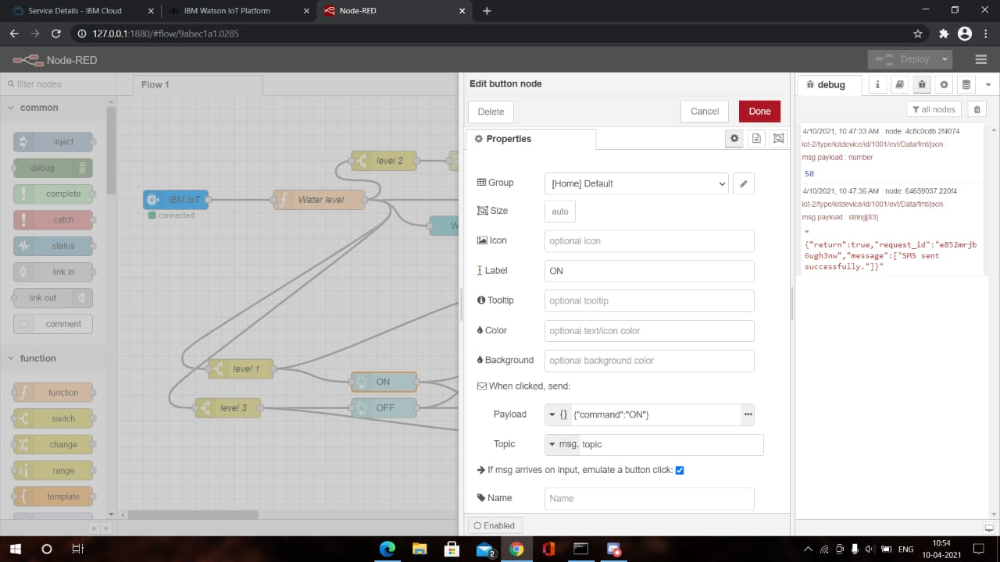 Service Details - IBM Cloud
IBM Watson IoT Platform
Node-RED
127.0.0.1:1880/#flow/9abec1a1.0285
Node-RED
Deploy
filter nodes
common
inject
debug
complete
catch
status
link in
link out
comment
function
function
switch
change
range
template
Flow 1
level 2
IBM IoT
connected
Water level
W
level 1
ON
level 3
OFF
Edit button node
Delete
Cancel
Done
Properties
Group
[Home] Default
Size
auto
Icon
optional icon
Label
ON
Tooltip
optional tooltip
Color
optional text/icon color
Background
optional background color
When clicked, send:
Payload
{} {"command":"ON"}
Topic
msg. topic
If msg arrives on input, emulate a button click:
Name
Name
Enabled
debug
all nodes
4/10/2021, 10:47:33 AM node: 4c8c0cdb.2f4074
iot-2/type/iotdevice/id/1001/evt/Data/fmt/json :
msg.payload : number
50
4/10/2021, 10:47:36 AM node: 64659037.220f4
iot-2/type/iotdevice/id/1001/evt/Data/fmt/json :
msg.payload : string[83]
"
{"return":true,"request_id":"e852mrjb
6ugh3nw","message":["SMS sent
successfully."]}"
2
ENG
10:54
10-04-2021